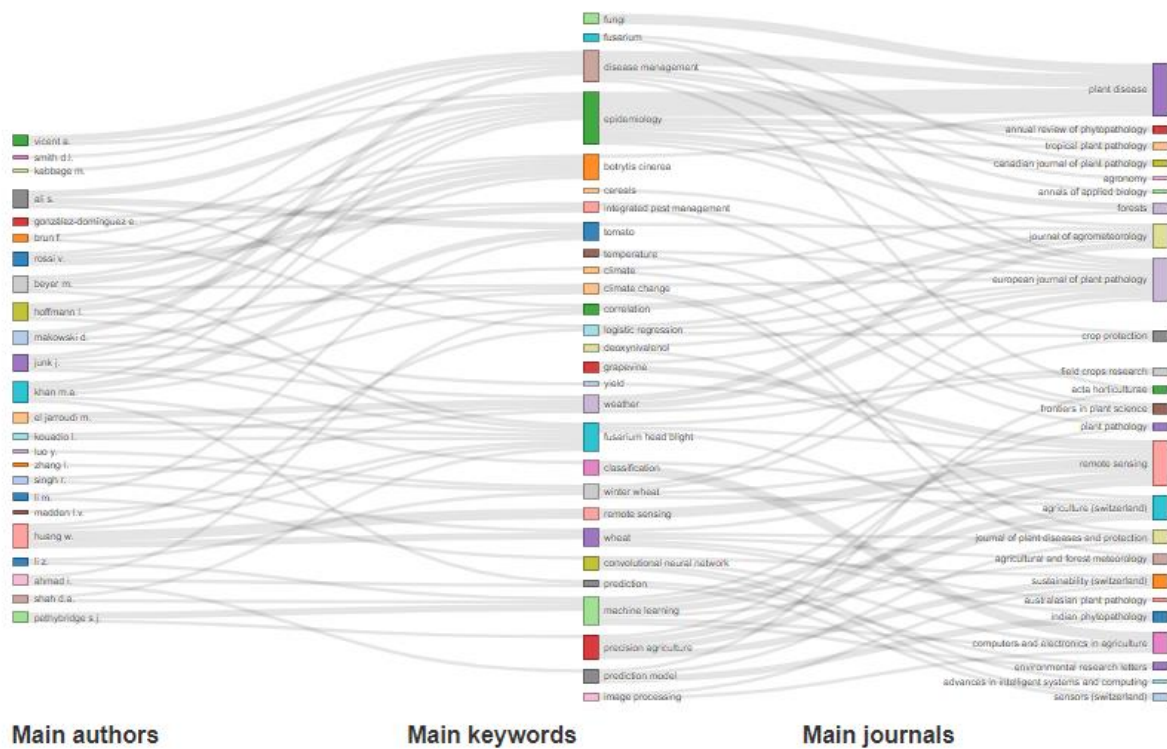 vicent a.
smith d.l.
kabbage m.
ali s.
gonzález-domínguez e.
brun f.
rossi v.
beyer m.
hoffmann l.
makowski d.
junk j.
khan m.a.
el jarroudi m.
kouadio l.
luo y.
zhang l.
singh r.
li m.
madden l.v.
huang w.
li z.
ahmad i.
shah d.a.
pethybridge s.j.
Main authors
fungi
fusarium
disease management
epidemiology
botrytis cinerea
cereals
integrated pest management
tomato
temperature
climate
climate change
correlation
logistic regression
deoxynivalenol
grapevine
yield
weather
fusarium head blight
classification
winter wheat
remote sensing
wheat
convolutional neural network
prediction
machine learning
precision agriculture
prediction model
image processing
Main keywords
plant disease
annual review of phytopathology
tropical plant pathology
canadian journal of plant pathology
agronomy
annals of applied biology
forests
journal of agrometeorology
european journal of plant pathology
crop protection
field crops research
acta horticulturae
frontiers in plant science
plant pathology
remote sensing
agriculture (switzerland)
journal of plant diseases and protection
agricultural and forest meteorology
sustainability (switzerland)
australasian plant pathology
indian phytopathology
computers and electronics in agriculture
environmental research letters
advances in intelligent systems and computing
sensors (switzerland)
Main journals